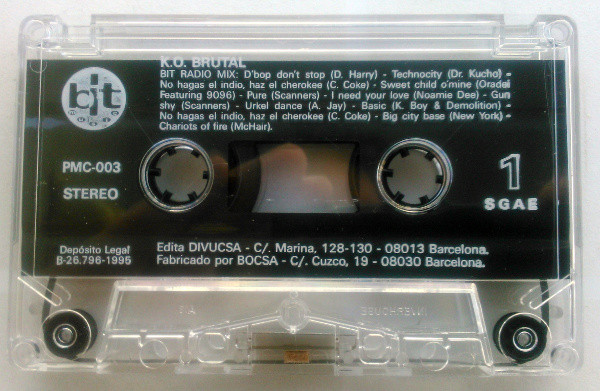 K.O. BRUTAL
BIT RADIO MIX: D'bop don't stop (D. Harry) - Technocity (Dr. Kucho) -
No hagas el indio, haz el cherokee (C. Coke) - Sweet child o'mine (Oradei
Featuring 9096) - Pure (Scanners) - I need your love (Noamie Dee) - Gun
shy (Scanners) - Urkel dance (A. Jay) - Basic (K. Boy & Demolition) -
No hagas el indio, haz el cherokee (C. Coke) - Big city base (New York) -
Chariots of fire (McHair).
bit
PMC-003
STEREO
1
SGAE
Depósito Legal
B-26.796-1995
Edita DIVUCSA - C/. Marina, 128-130 - 08013 Barcelona.
Fabricado por BOCSA - C/. Cuzco, 19 - 08030 Barcelona.